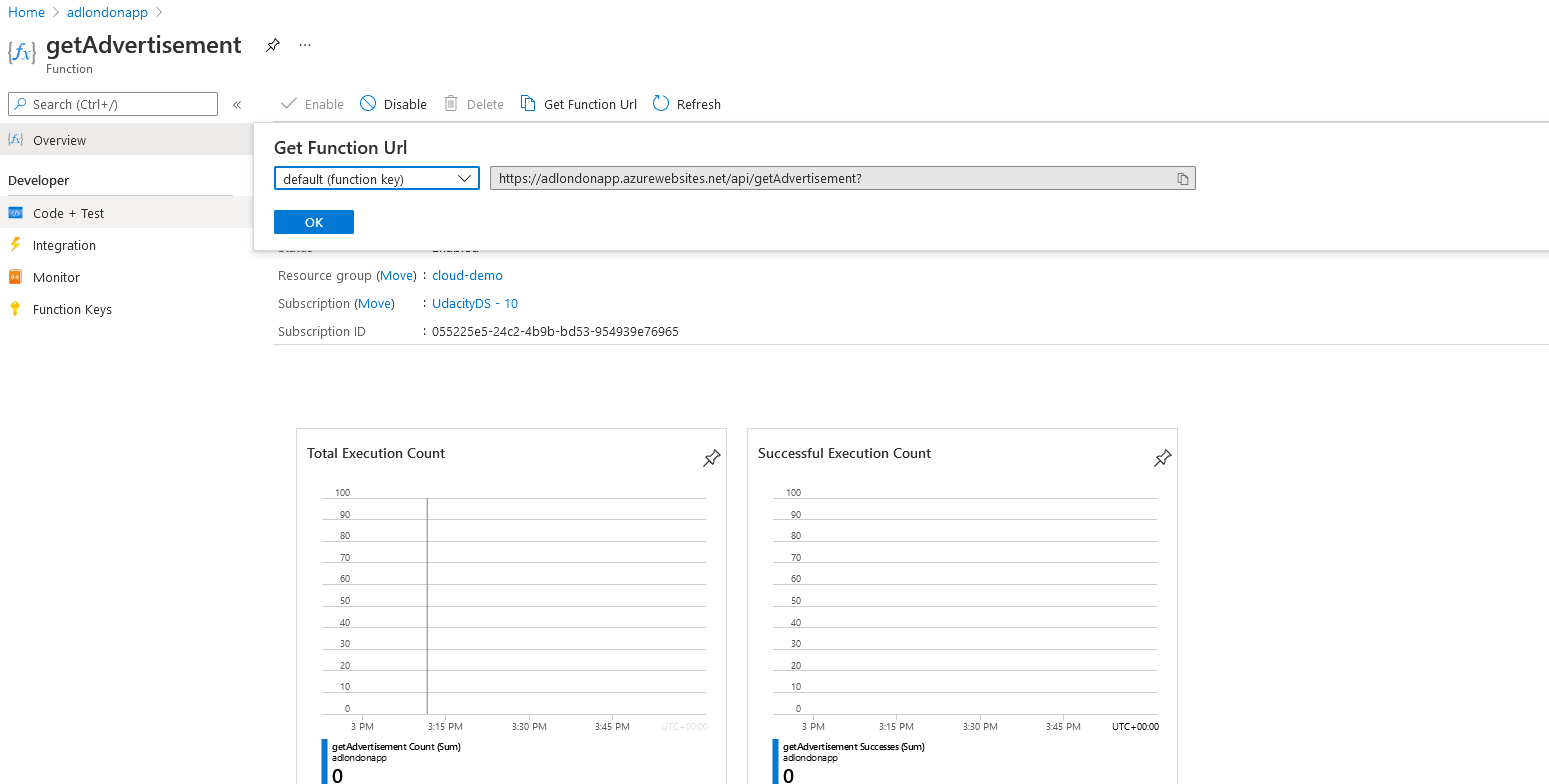 Home > adlondonapp >
getAdvertisement ...
Function
Search (Ctrl+/) «
Enable Disable Delete Get Function Url Refresh
Overview
Developer
Code + Test
Integration
Monitor
Function Keys
Get Function Url
default (function key) https://adlondonapp.azurewebsites.net/api/getAdvertisement?
OK
Resource group (Move) : cloud-demo
Subscription (Move) : UdacityDS - 10
Subscription ID : 055225e5-24c2-4b9b-bd53-954939e76965
Total Execution Count
100
90
80
70
60
50
40
30
20
10
0
3 PM 3:15 PM 3:30 PM 3:45 PM UTC+00:00
getAdvertisement Count (Sum)
adlondonapp
0
Successful Execution Count
100
90
80
70
60
50
40
30
20
10
0
3 PM 3:15 PM 3:30 PM 3:45 PM UTC+00:00
getAdvertisement Successes (Sum)
adlondonapp
0